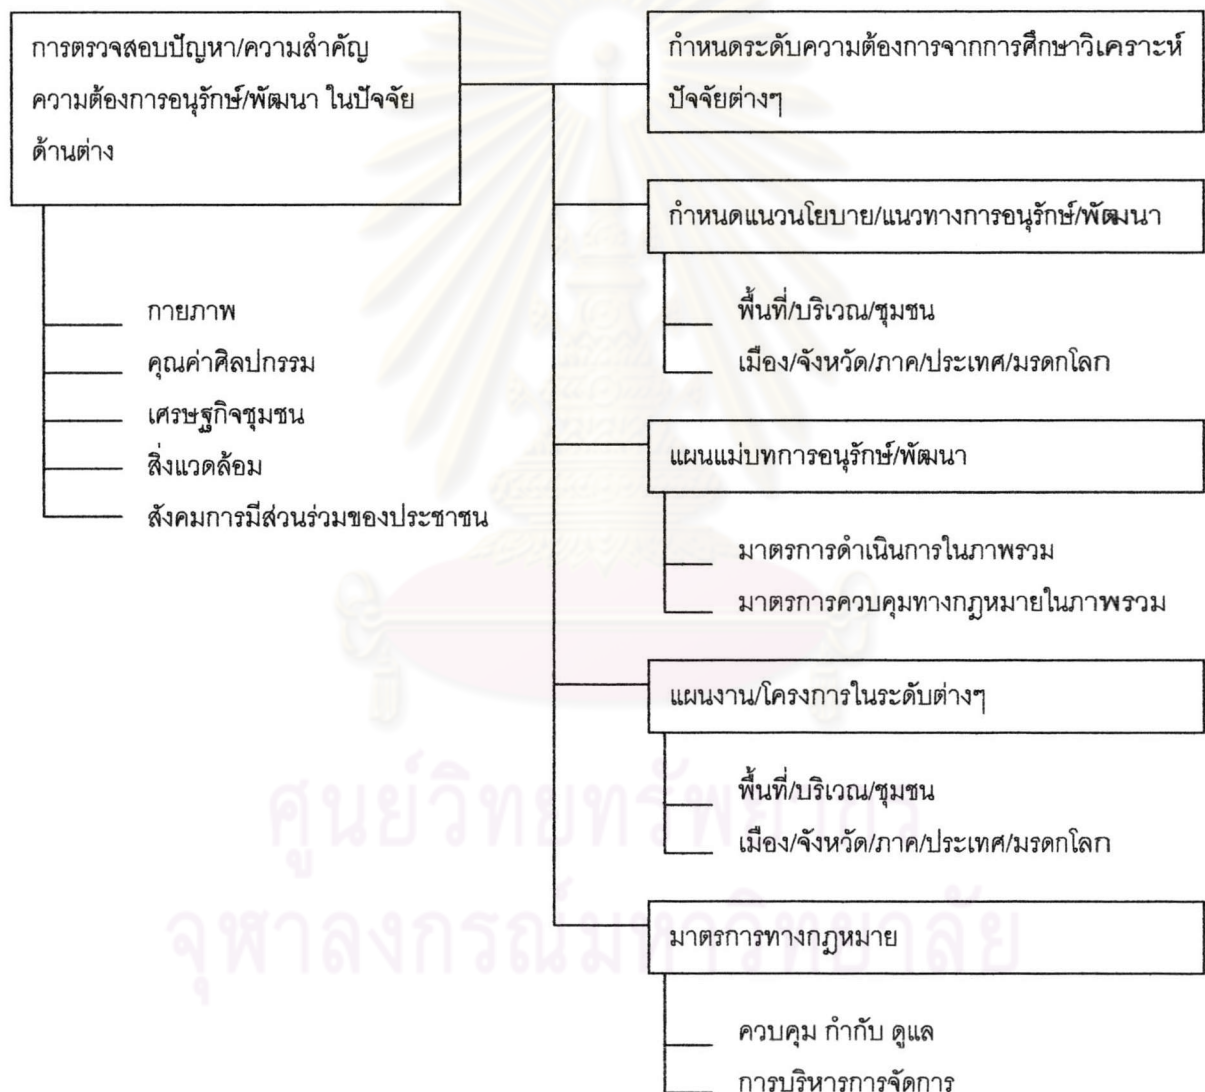 การตรวจสอบปัญหา/ความสำคัญ
ความต้องการอนุรักษ์/พัฒนา ในปัจจัย
ด้านต่าง
กายภาพ
คุณค่าศิลปกรรม
เศรษฐกิจชุมชน
สิ่งแวดล้อม
สังคมการมีส่วนร่วมของประชาชน
กำหนดระดับความต้องการจากการศึกษาวิเคราะห์
ปัจจัยต่างๆ
กำหนดแนวนโยบาย/แนวทางการอนุรักษ์/พัฒนา
พื้นที่/บริเวณ/ชุมชน
เมือง/จังหวัด/ภาค/ประเทศ/มรดกโลก
แผนแม่บทการอนุรักษ์/พัฒนา
มาตรการดำเนินการในภาพรวม
มาตรการควบคุมทางกฎหมายในภาพรวม
แผนงาน/โครงการในระดับต่างๆ
พื้นที่/บริเวณ/ชุมชน
เมือง/จังหวัด/ภาค/ประเทศ/มรดกโลก
มาตรการทางกฎหมาย
ควบคุม กำกับ ดูแล
การบริหารการจัดการ
ศูนย์วิทยทรัพยากร
จุฬาลงกรณ์มหาวิทยาลัย